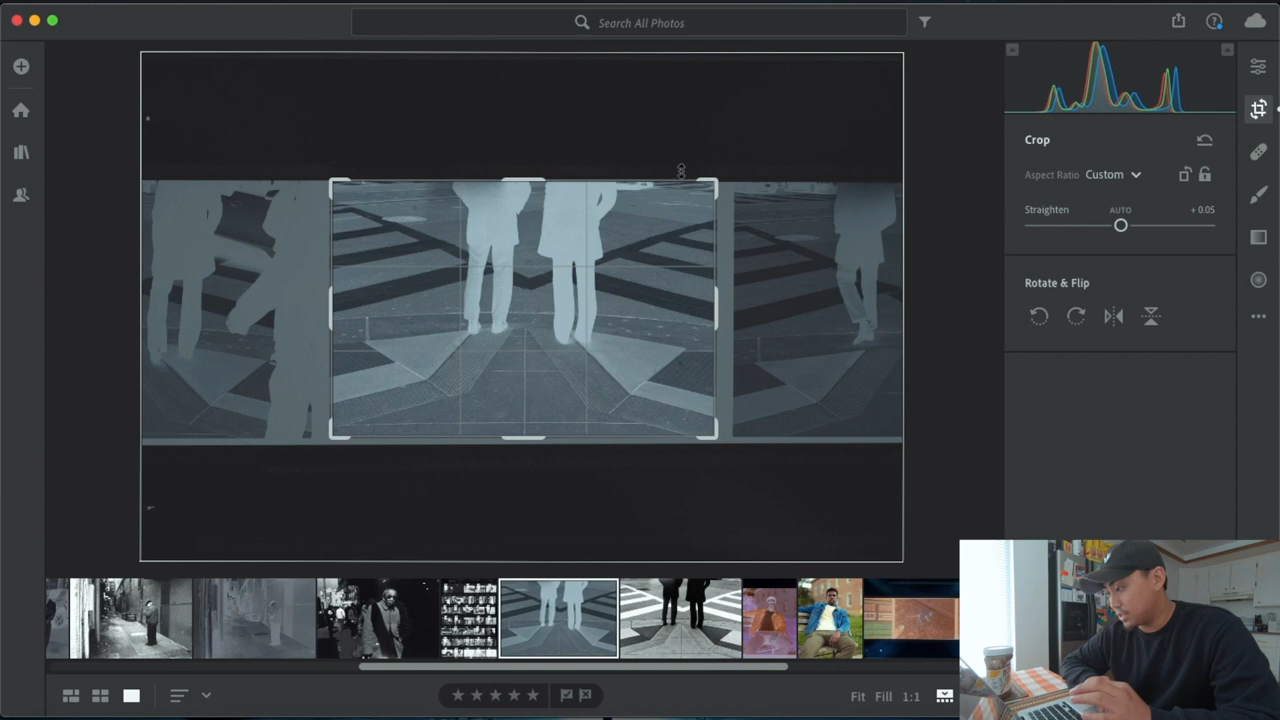 Search All Photos
Crop
Aspect Ratio Custom
Straighten AUTO + 0.05
Rotate & Flip
Fit Fill 1:1